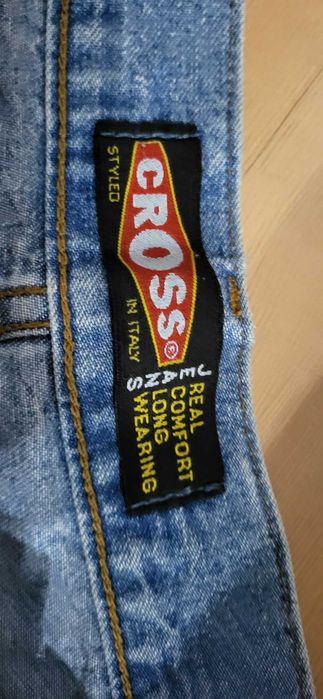 CROSS®
STYLED IN ITALY
REAL
COMFORT
LONG
WEARING
JEANS